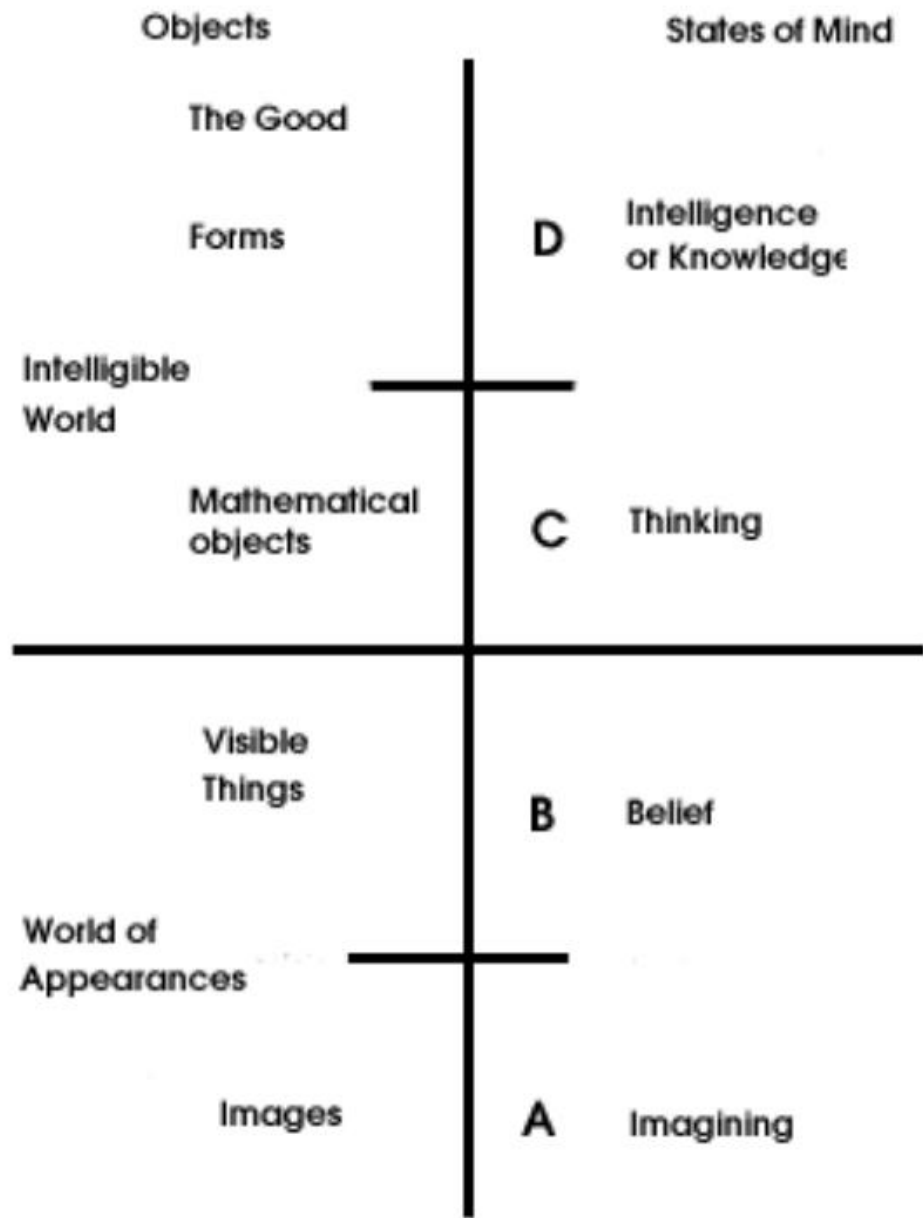 Objects
States of Mind
The Good
Forms
D
Intelligence
or Knowledge
Intelligible
World
Mathematical
objects
C
Thinking
Visible
Things
B
Belief
World of
Appearances
Images
A
Imagining